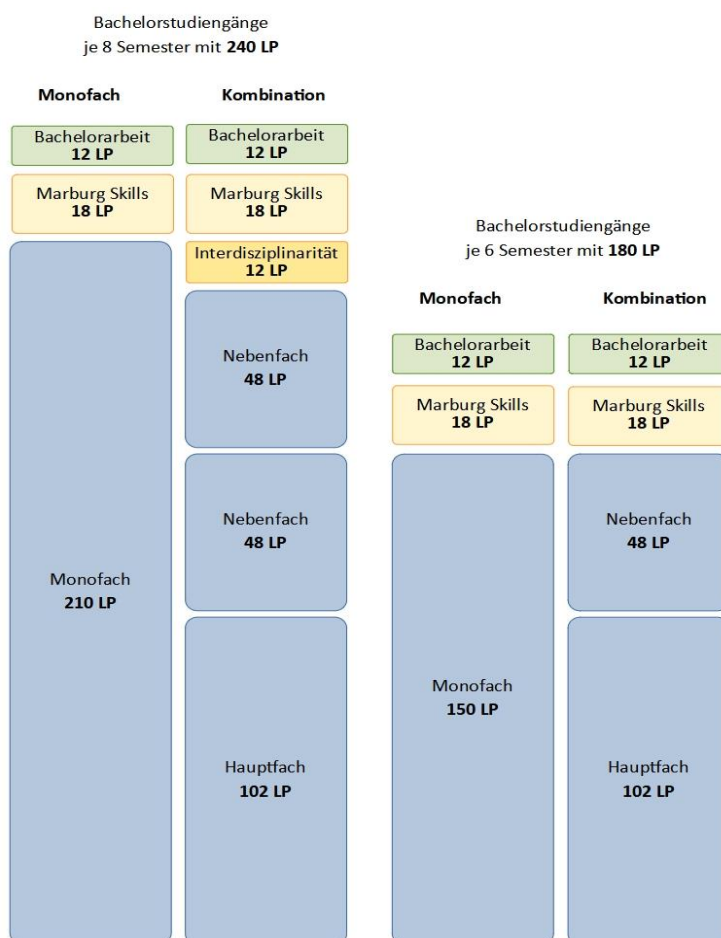 Bachelorstudiengänge
je 8 Semester mit 240 LP
Monofach
Bachelorarbeit
12 LP
Marburg Skills
18 LP
Monofach
210 LP
Kombination
Bachelorarbeit
12 LP
Marburg Skills
18 LP
Interdisziplinarität
12 LP
Nebenfach
48 LP
Nebenfach
48 LP
Hauptfach
102 LP
Bachelorstudiengänge
je 6 Semester mit 180 LP
Monofach
Bachelorarbeit
12 LP
Marburg Skills
18 LP
Monofach
150 LP
Kombination
Bachelorarbeit
12 LP
Marburg Skills
18 LP
Nebenfach
48 LP
Hauptfach
102 LP